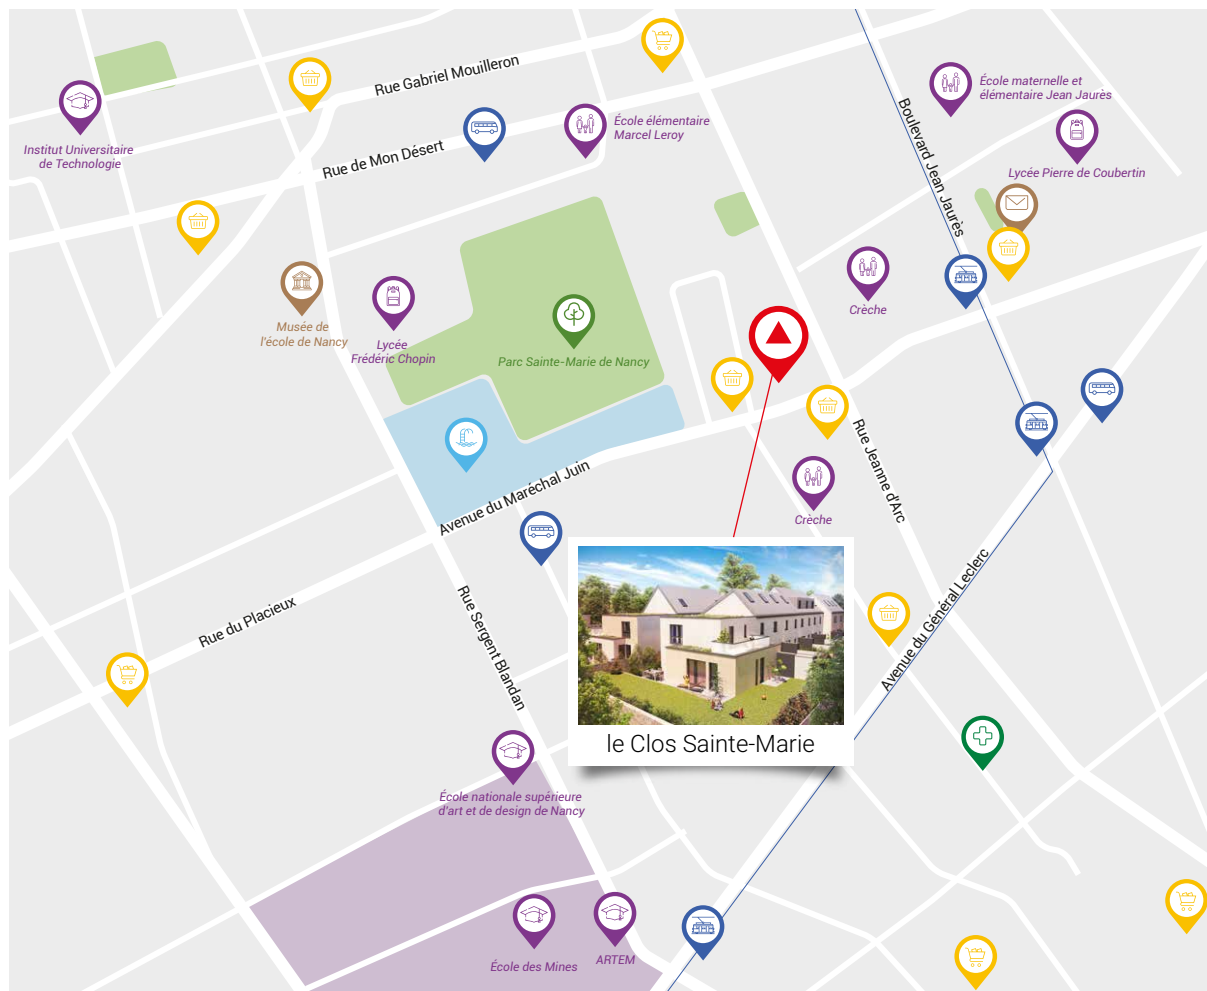 Rue Gabriel Mouilleron
École maternelle et
élémentaire Jean Jaurès
Boulevard Jean Jaurès
École élémentaire
Marcel Leroy
Institut Universitaire
de Technologie
Rue de Mon Désert
Lycée Pierre de Coubertin
Crèche
Musée de
l'école de Nancy
Lycée
Frédéric Chopin
Parc Sainte-Marie de Nancy
Rue Jeanne d'Arc
Avenue du Maréchal Juin
Crèche
Rue du Placieux
Rue Sergent Blandan
Avenue du Général Leclerc
le Clos Sainte-Marie
École nationale supérieure
d'art et de design de Nancy
École des Mines
ARTEM